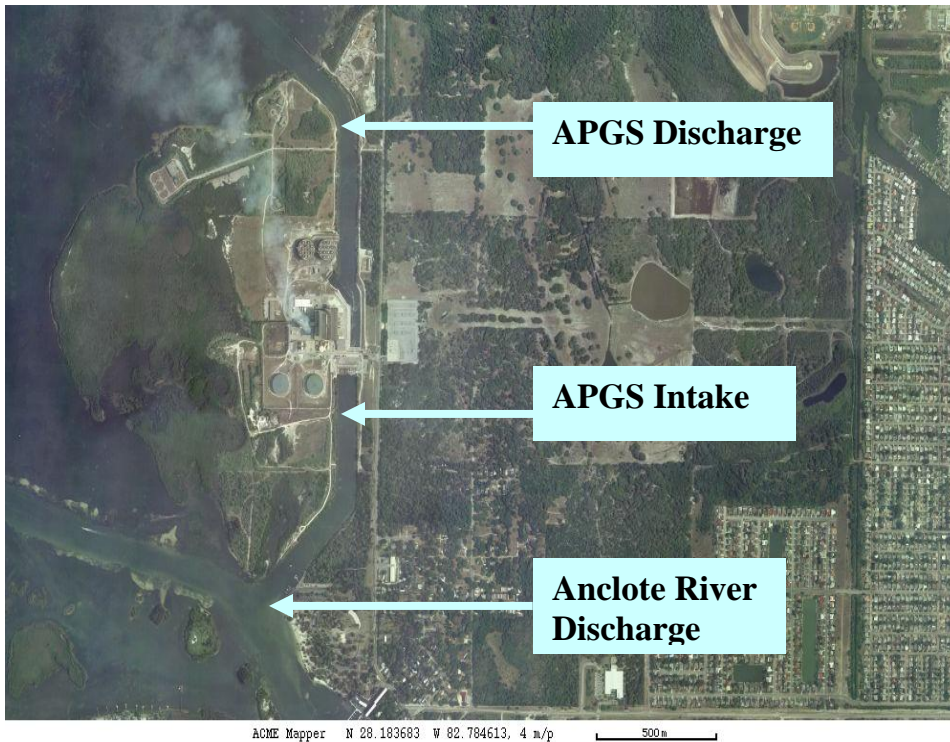 APGS Discharge
APGS Intake
Anclote River
Discharge
ACME Mapper N 28.183683 W 82.784613, 4 m/p 500m